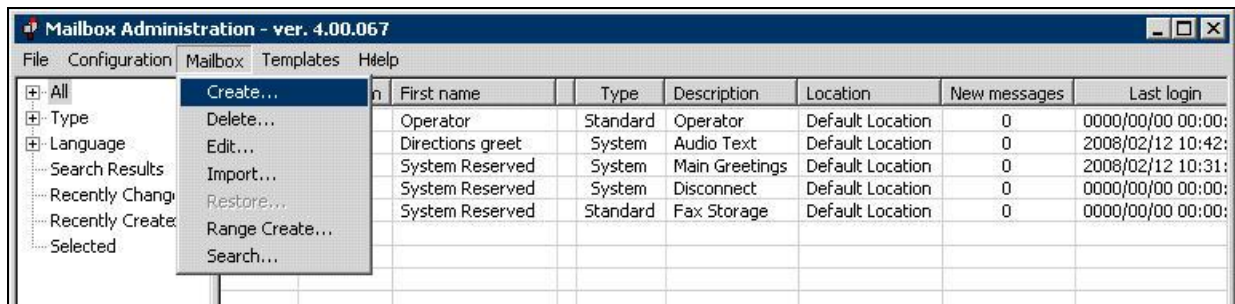 Mailbox Administration - ver. 4.00.067
File Configuration Mailbox Templates Help
All
Type
Language
Search Results
Recently Chang
Recently Create
Selected
Create...
Delete...
Edit...
Import...
Restore...
Range Create...
Search...
n First name Type Description Location New messages Last login
Operator Standard Operator Default Location 0 0000/00/00 00:00:
Directions greet System Audio Text Default Location 0 2008/02/12 10:42:
System Reserved System Main Greetings Default Location 0 2008/02/12 10:31:
System Reserved System Disconnect Default Location 0 0000/00/00 00:00:
System Reserved Standard Fax Storage Default Location 0 0000/00/00 00:00: